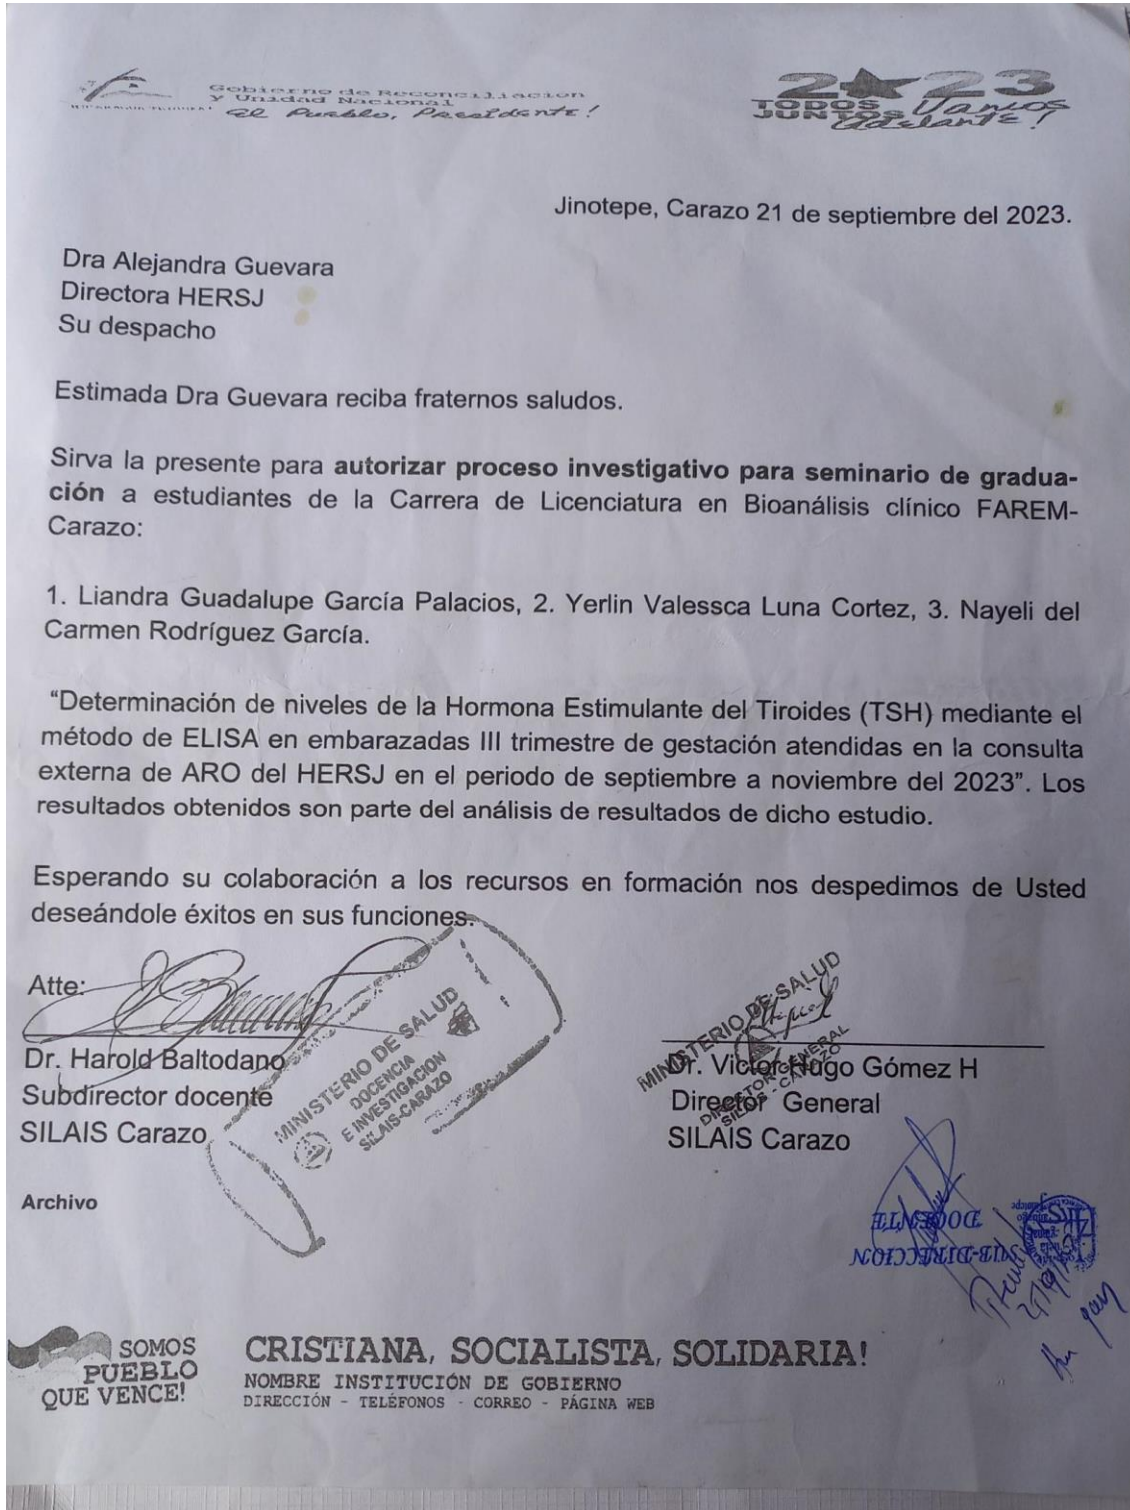 Gobierno de Reconciliación
y Unidad Nacional
El Pueblo, Presidente!
2023
TODOS JUNTOS Vamos Adelante!
Jinotepe, Carazo 21 de septiembre del 2023.
Dra Alejandra Guevara
Directora HERSJ
Su despacho
Estimada Dra Guevara reciba fraternos saludos.
Sirva la presente para autorizar proceso investigativo para seminario de gradua-
ción a estudiantes de la Carrera de Licenciatura en Bioanálisis clínico FAREM-
Carazo:
1. Liandra Guadalupe García Palacios, 2. Yerlin Valessca Luna Cortez, 3. Nayeli del
Carmen Rodríguez García.
“Determinación de niveles de la Hormona Estimulante del Tiroides (TSH) mediante el
método de ELISA en embarazadas III trimestre de gestación atendidas en la consulta
externa de ARO del HERSJ en el periodo de septiembre a noviembre del 2023”. Los
resultados obtenidos son parte del análisis de resultados de dicho estudio.
Esperando su colaboración a los recursos en formación nos despedimos de Usted
deseándole éxitos en sus funciones.
Atte:
Dr. Harold Baltodano
Subdirector docente
SILAIS Carazo
MINISTERIO DE SALUD
DOCENCIA
E INVESTIGACION
SILAIS-CARAZO
MINISTERIO DE SALUD
DIRECTOR GENERAL
SILAIS - CARAZO
Dr. Victor Hugo Gómez H
Director General
SILAIS Carazo
Archivo
SUB-DIRECCION
DOCENTE
SOMOS
PUEBLO
QUE VENCE!
CRISTIANA, SOCIALISTA, SOLIDARIA!
NOMBRE INSTITUCIÓN DE GOBIERNO
DIRECCIÓN - TELÉFONOS - CORREO - PÁGINA WEB